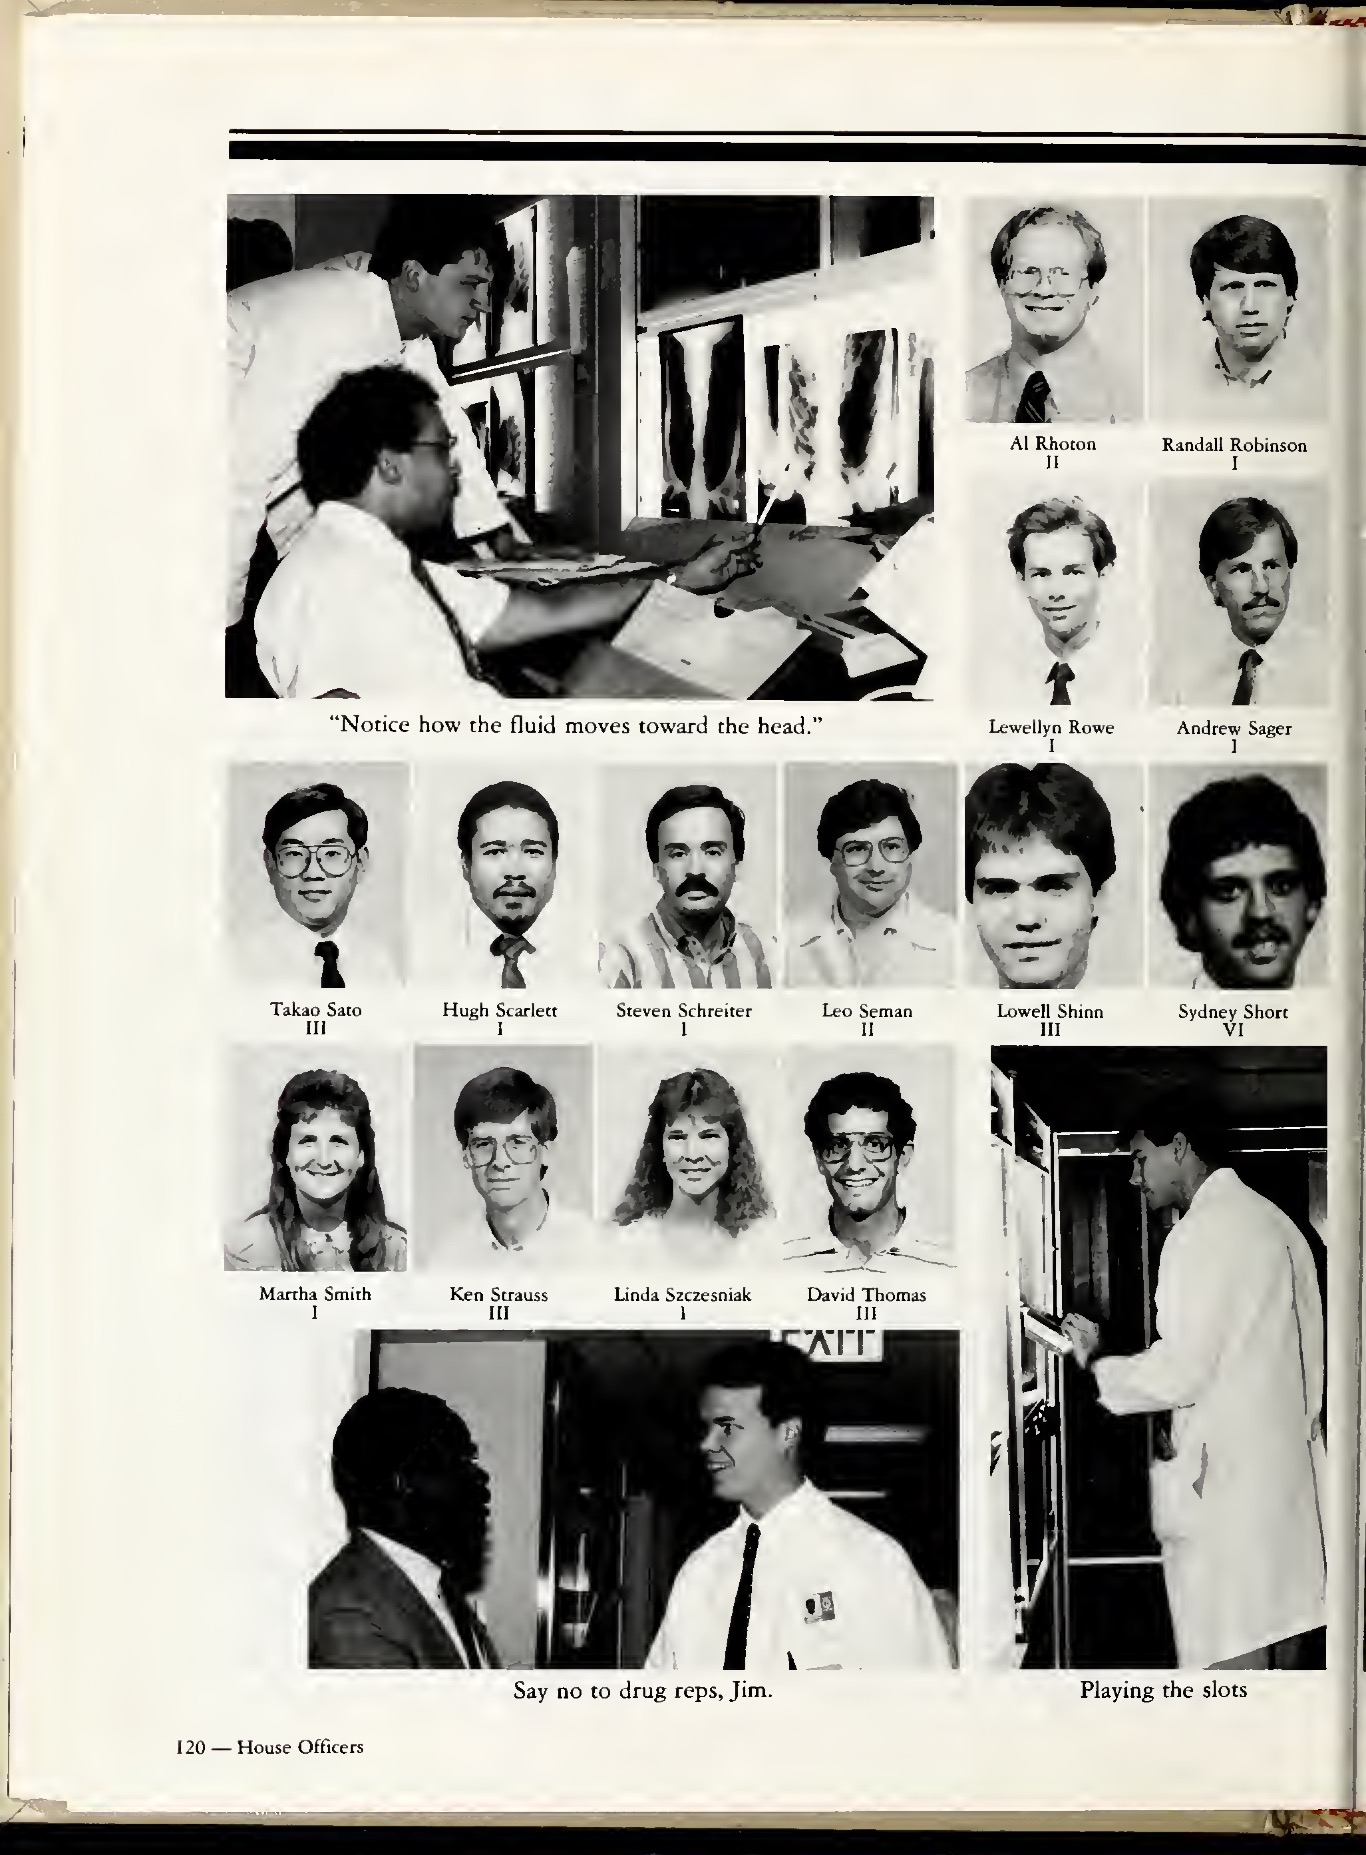 Al Rhoton
II
Randall Robinson
I
"Notice how the fluid moves toward the head."
Lewellyn Rowe
I
Andrew Sager
I
Takao Sato
III
Hugh Scarlett
I
Steven Schreiter
I
Leo Seman
II
Lowell Shinn
III
Sydney Short
VI
Martha Smith
I
Ken Strauss
III
Linda Szczesniak
I
David Thomas
III
EXIT
Say no to drug reps, Jim.
Playing the slots
120 — House Officers